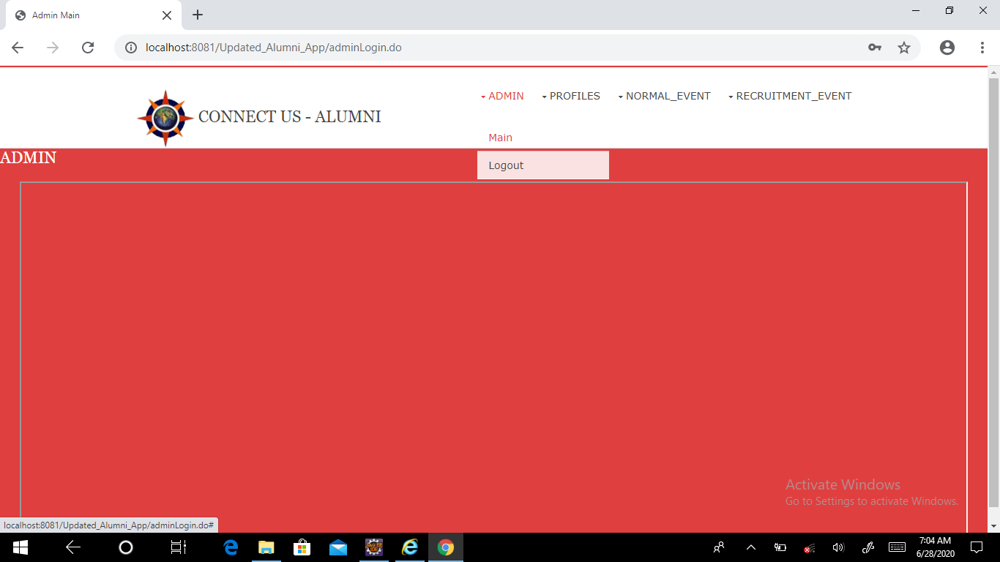 Admin Main
localhost:8081/Updated_Alumni_App/adminLogin.do
CONNECT US - ALUMNI
ADMIN
PROFILES
NORMAL_EVENT
RECRUITMENT_EVENT
Main
Logout
ADMIN
Activate Windows
Go to Settings to activate Windows.
localhost:8081/Updated_Alumni_App/adminLogin.do#
7:04 AM
6/28/2020